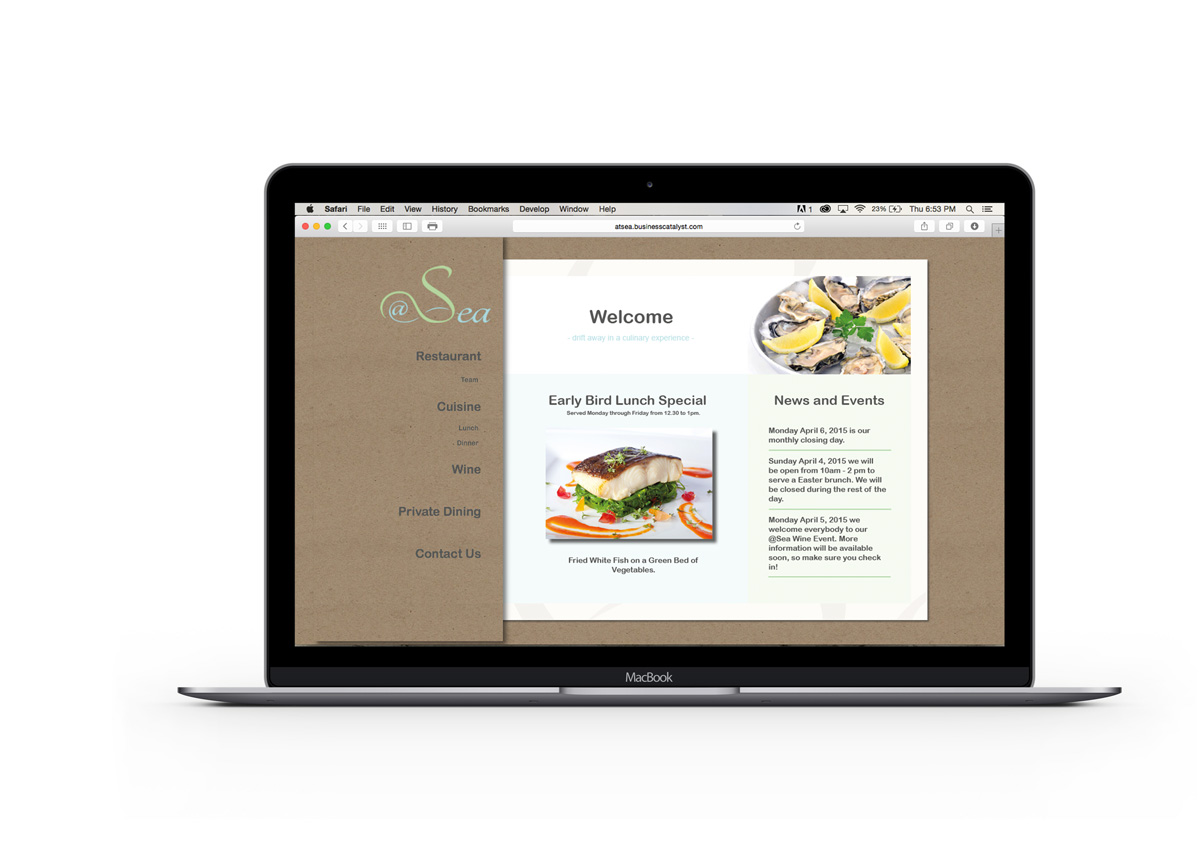 Safari File Edit View History Bookmarks Develop Window Help 1 23% Thu 6:53 PM
atsea.businesscatalyst.com
@Sea
Restaurant
Team
Cuisine
Lunch
Dinner
Wine
Private Dining
Contact Us
Welcome
- drift away in a culinary experience -
Early Bird Lunch Special
Served Monday through Friday from 12.30 to 1pm.
Fried White Fish on a Green Bed of
Vegetables.
News and Events
Monday April 6, 2015 is our
monthly closing day.
Sunday April 4, 2015 we will
be open from 10am - 2 pm to
serve a Easter brunch. We will
be closed during the rest of the
day.
Monday April 5, 2015 we
welcome everybody to our
@Sea Wine Event. More
information will be available
soon, so make sure you check
in!
MacBook